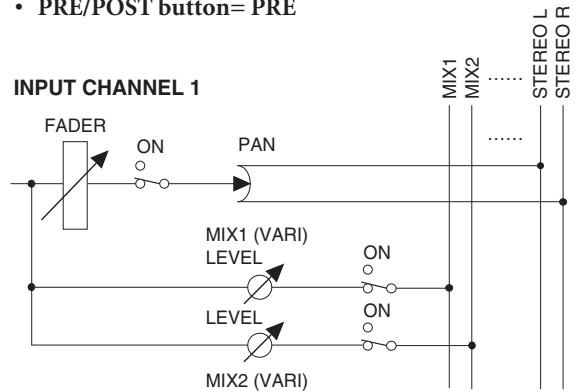 • PRE/POST button= PRE
INPUT CHANNEL 1
MIX1
MIX2
......
STEREO L
STEREO R
......
FADER
ON
PAN
MIX1 (VARI)
LEVEL
ON
LEVEL
ON
MIX2 (VARI)